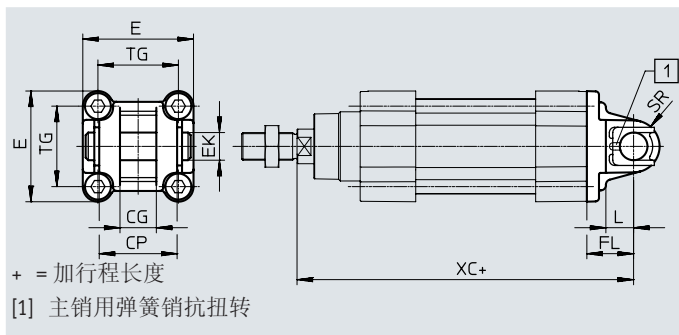 E
TG
1
SR
E
TG
EK
CG
L
CP
FL
XC+
+ = 加行程长度
[1] 主销用弹簧销抗扭转